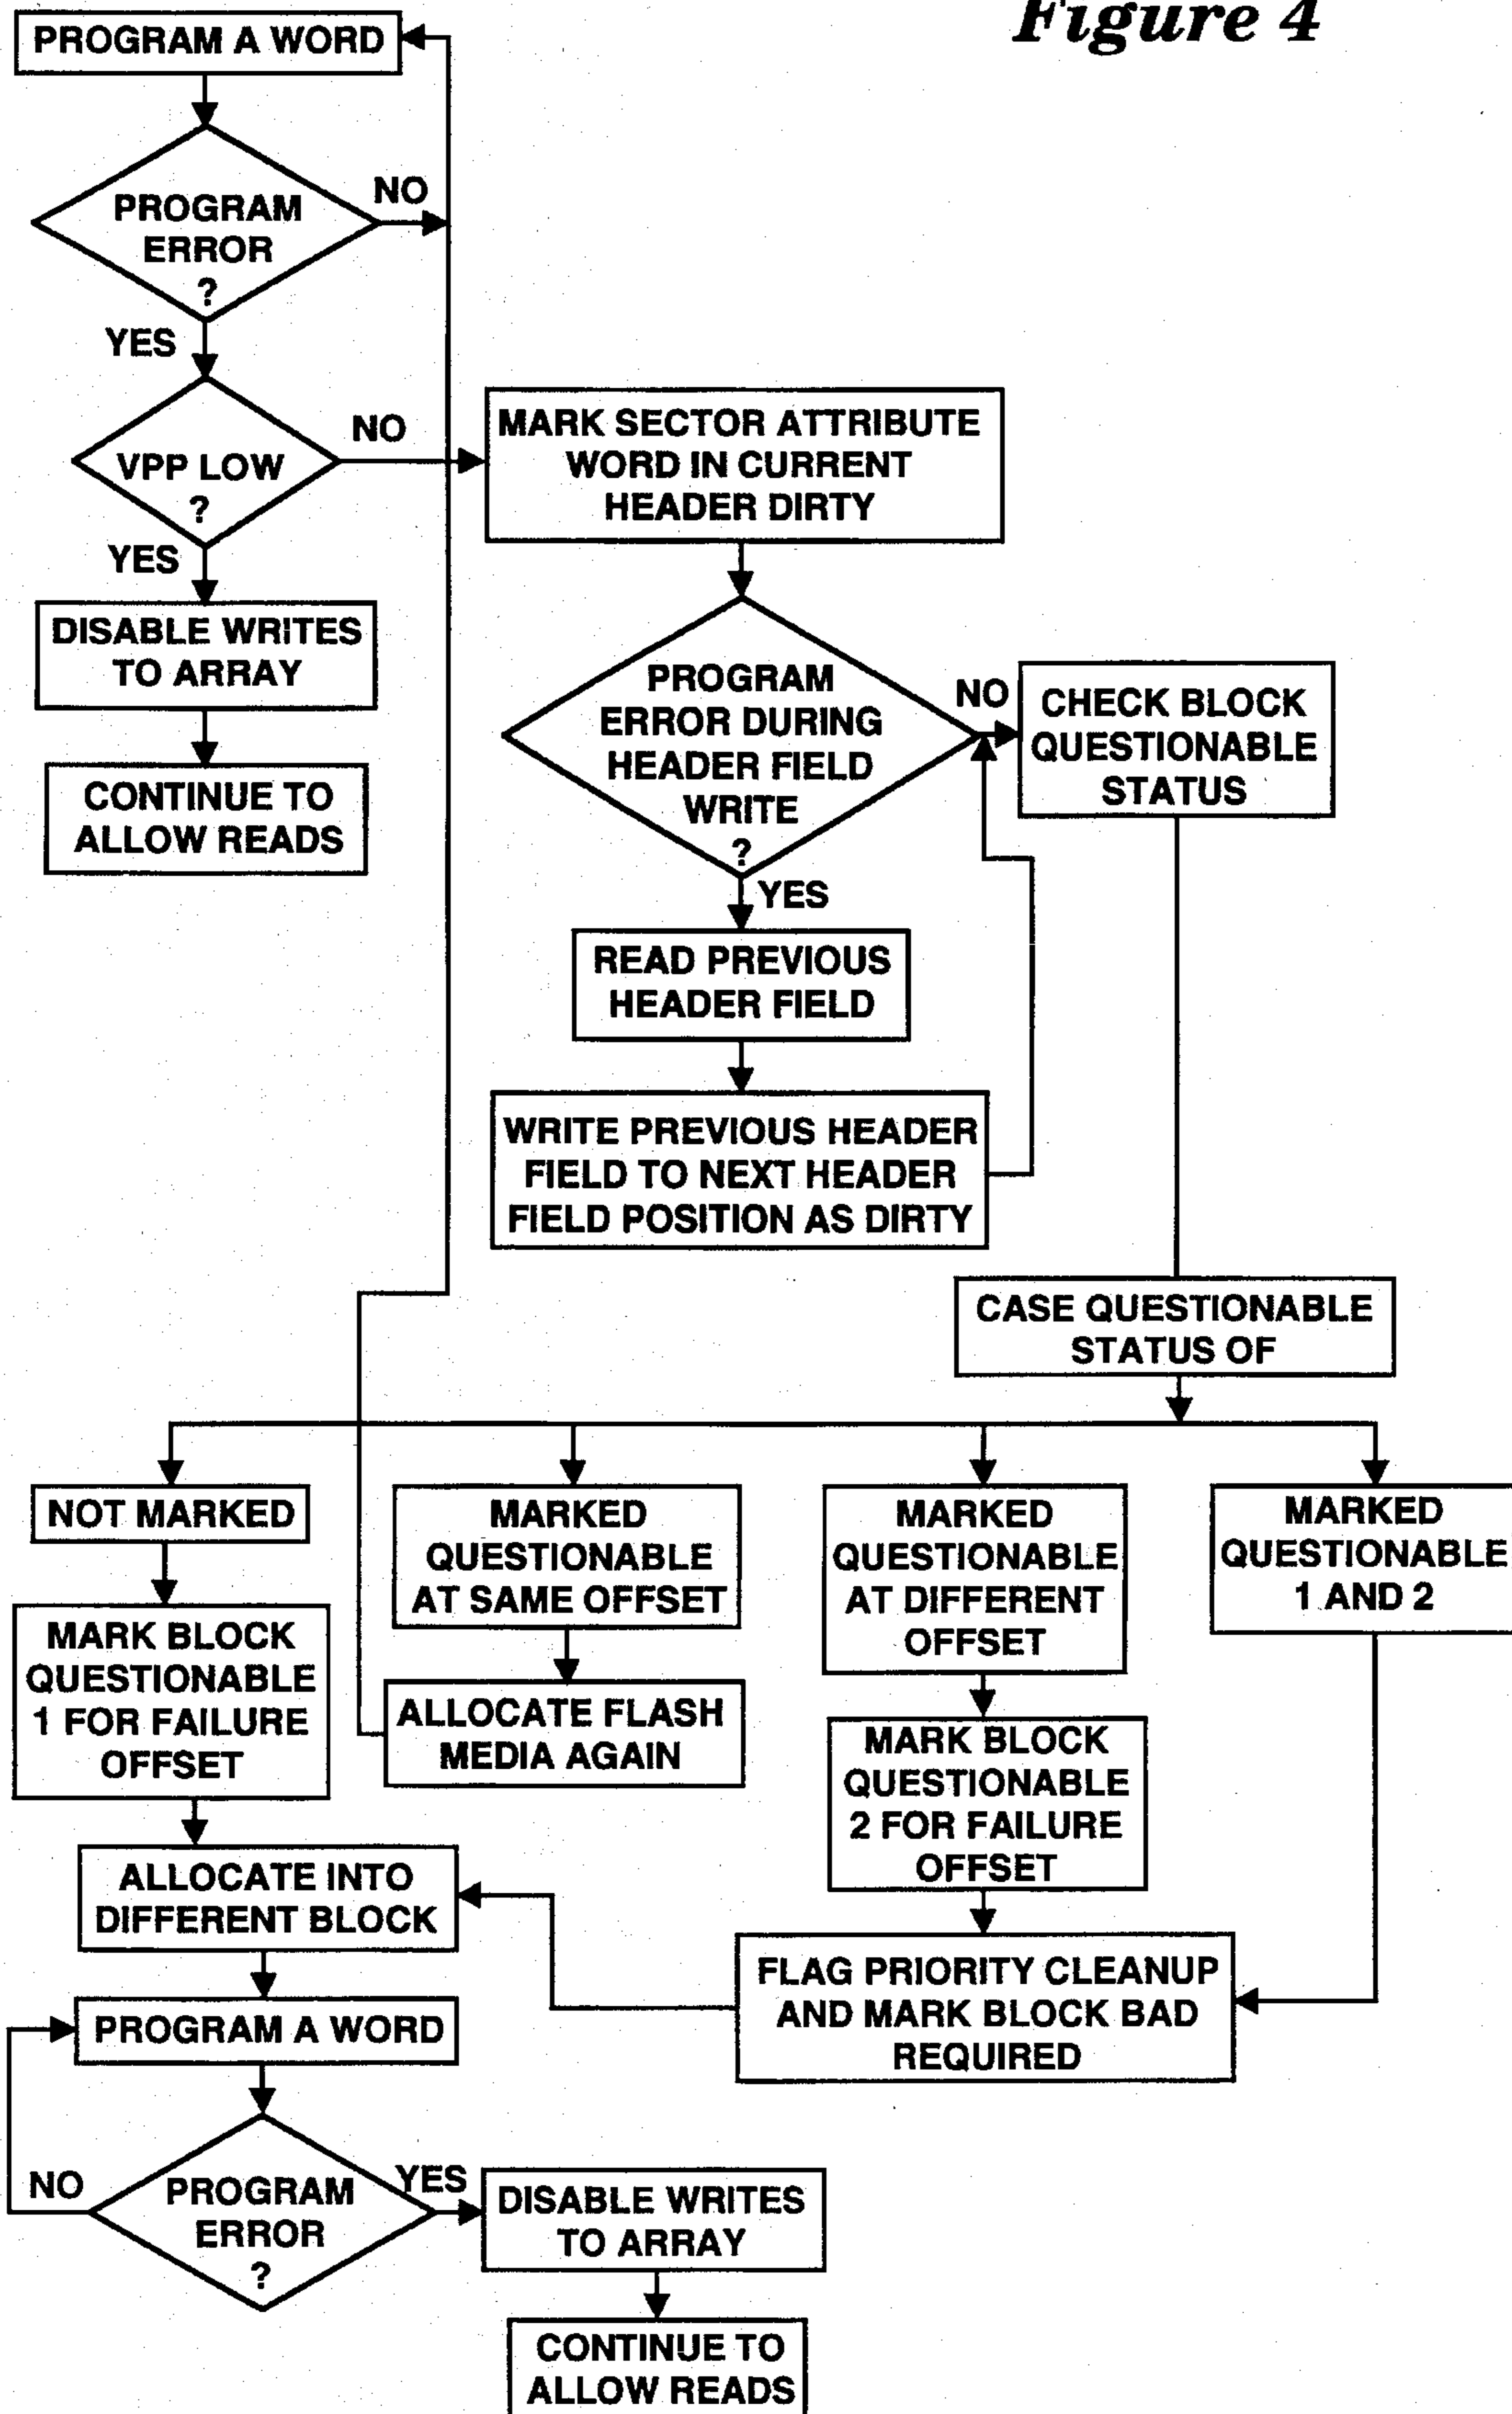 Figure 4
PROGRAM A WORD
PROGRAM
ERROR
?
NO
YES
VPP LOW
?
NO
YES
DISABLE WRITES
TO ARRAY
CONTINUE TO
ALLOW READS
MARK SECTOR ATTRIBUTE
WORD IN CURRENT
HEADER DIRTY
PROGRAM
ERROR DURING
HEADER FIELD
WRITE
?
NO
YES
CHECK BLOCK
QUESTIONABLE
STATUS
READ PREVIOUS
HEADER FIELD
WRITE PREVIOUS HEADER
FIELD TO NEXT HEADER
FIELD POSITION AS DIRTY
CASE QUESTIONABLE
STATUS OF
NOT MARKED
MARK BLOCK
QUESTIONABLE
1 FOR FAILURE
OFFSET
MARKED
QUESTIONABLE
AT SAME OFFSET
ALLOCATE FLASH
MEDIA AGAIN
MARKED
QUESTIONABLE
AT DIFFERENT
OFFSET
MARK BLOCK
QUESTIONABLE
2 FOR FAILURE
OFFSET
MARKED
QUESTIONABLE
1 AND 2
FLAG PRIORITY CLEANUP
AND MARK BLOCK BAD
REQUIRED
ALLOCATE INTO
DIFFERENT BLOCK
PROGRAM A WORD
PROGRAM
ERROR
?
NO
YES
DISABLE WRITES
TO ARRAY
CONTINUE TO
ALLOW READS